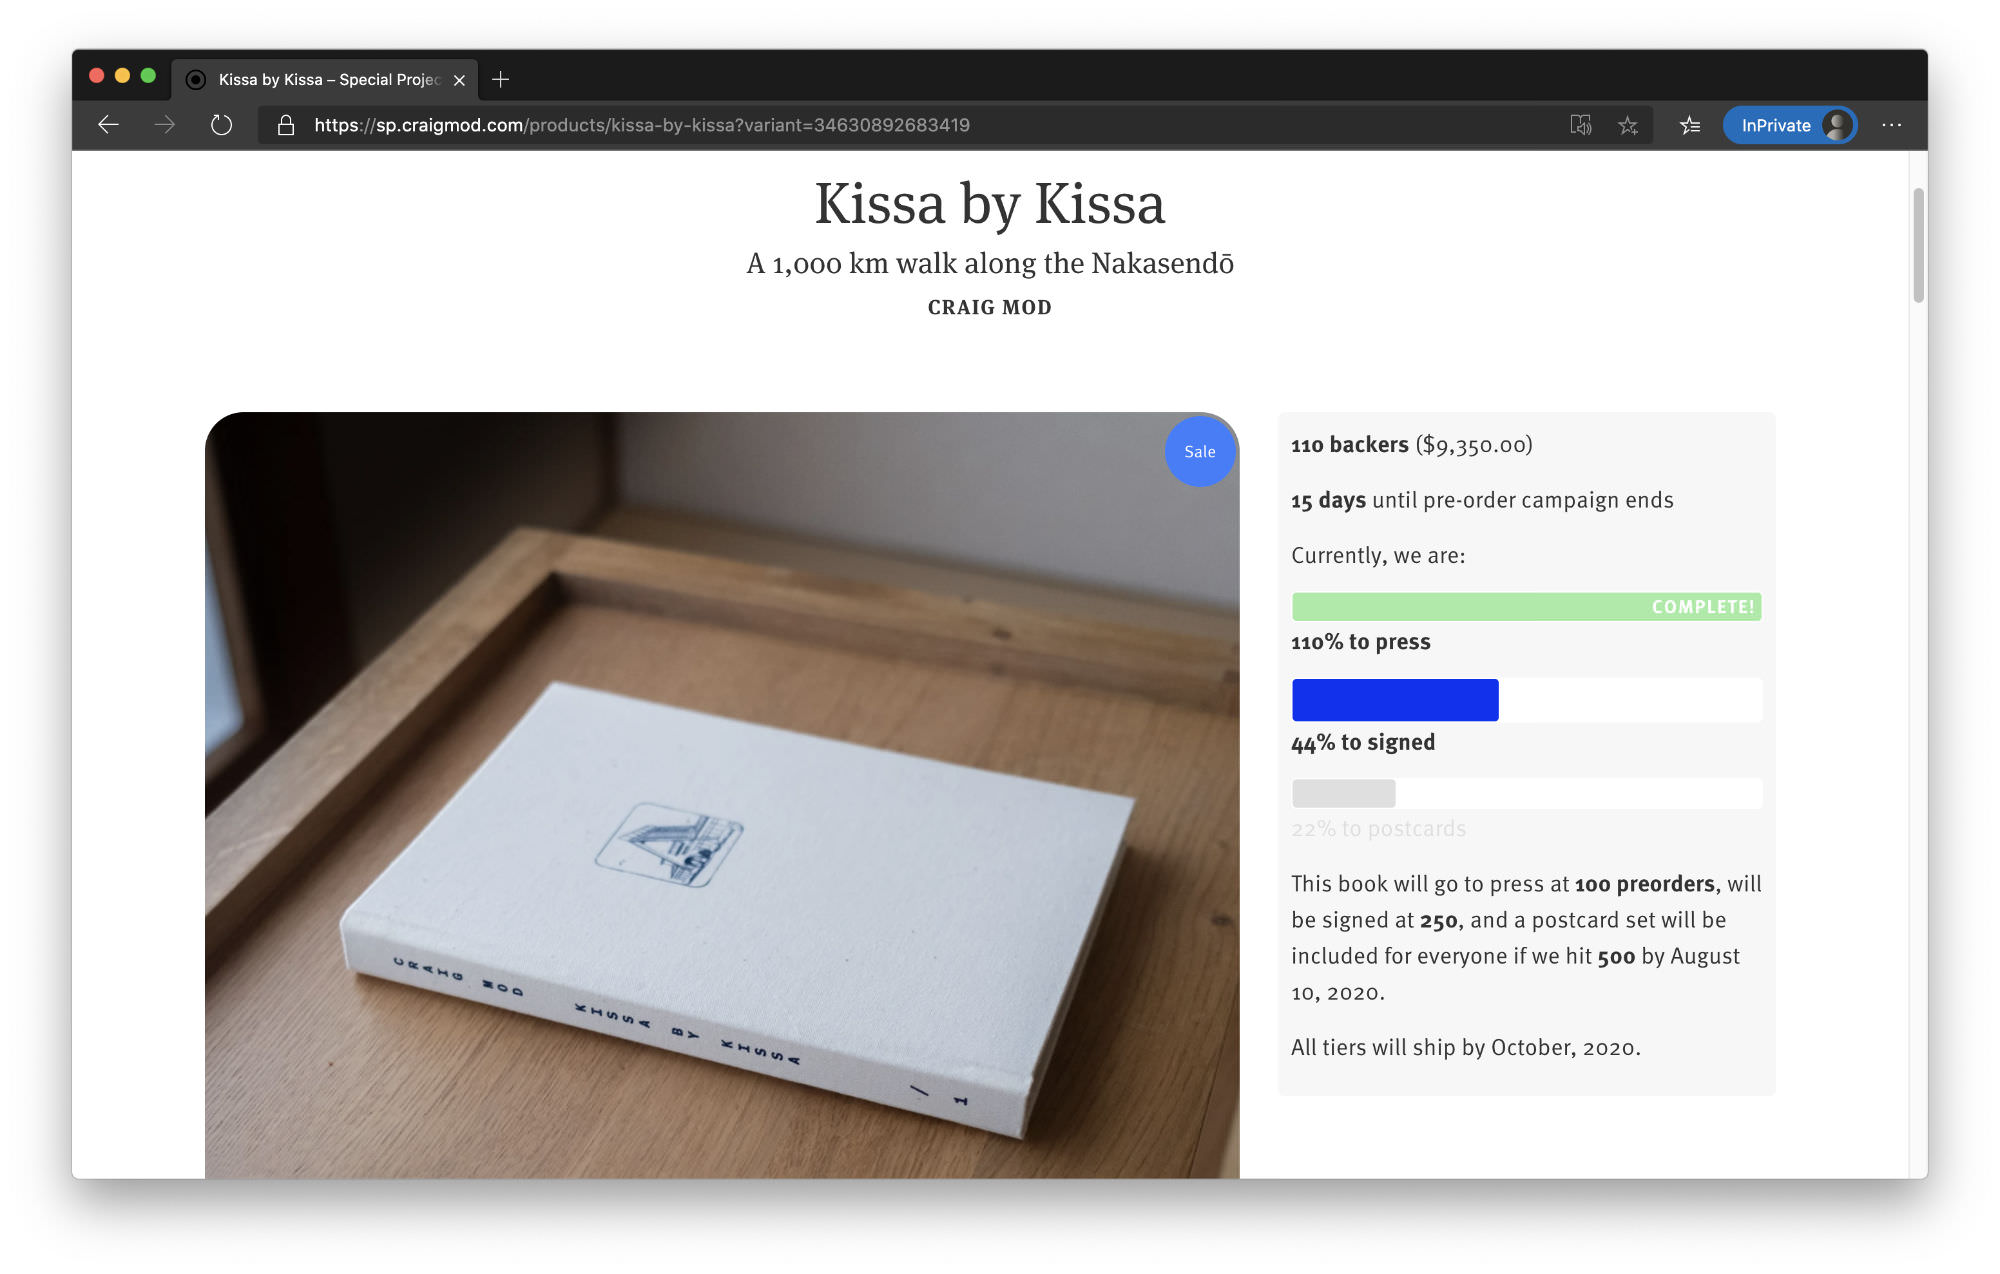 Kissa by Kissa – Special Projec
https://sp.craigmod.com/products/kissa-by-kissa?variant=34630892683419
InPrivate
Kissa by Kissa
A 1,000 km walk along the Nakasendō
CRAIG MOD
Sale
CRAIG MOD KISSA BY KISSA / 1
110 backers ($9,350.00)
15 days until pre-order campaign ends
Currently, we are:
COMPLETE!
110% to press
44% to signed
22% to postcards
This book will go to press at 100 preorders, will
be signed at 250, and a postcard set will be
included for everyone if we hit 500 by August
10, 2020.
All tiers will ship by October, 2020.